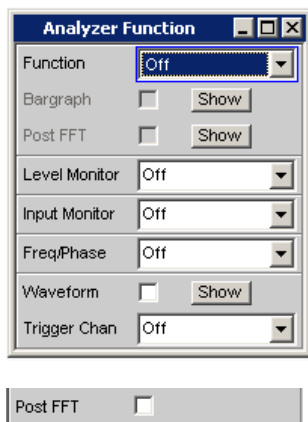 Analyzer Function
Function Off
Bargraph Show
Post FFT Show
Level Monitor Off
Input Monitor Off
Freq/Phase Off
Waveform Show
Trigger Chan Off
Post FFT